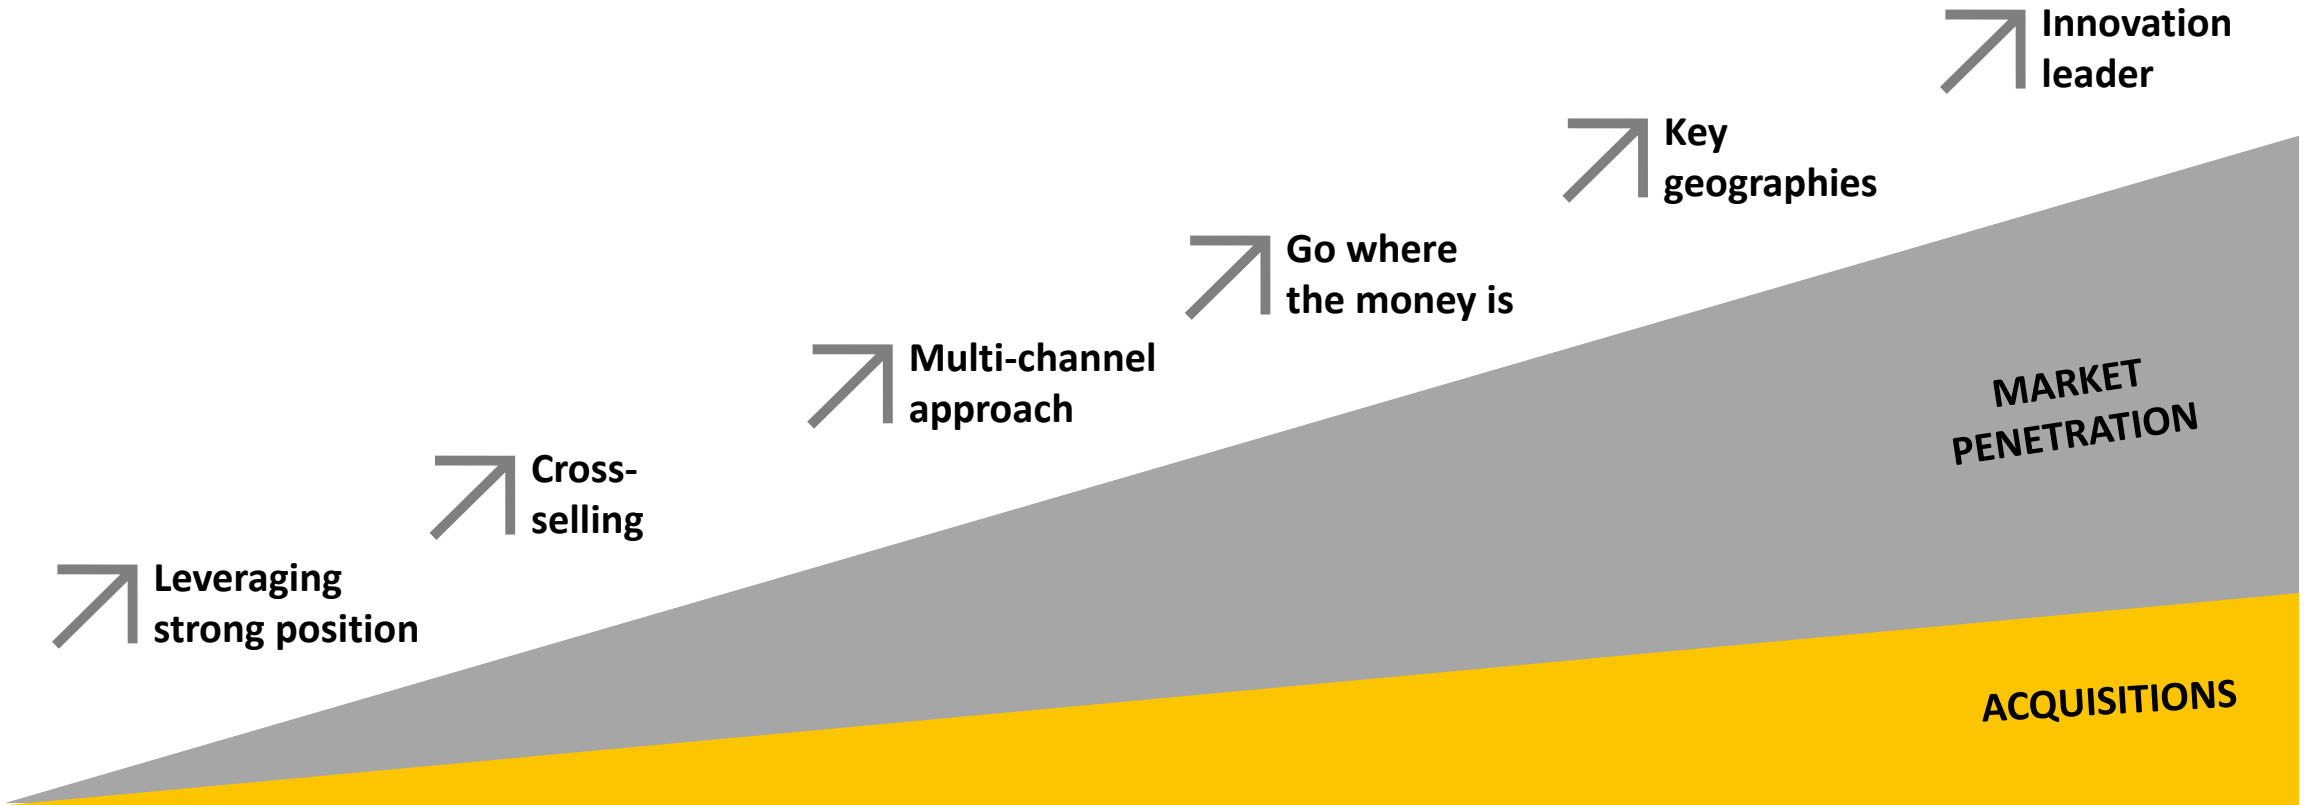 Innovation
leader
Key
geographies
Go where
the money is
Multi-channel
approach
Cross-
selling
Leveraging
strong position
MARKET
PENETRATION
ACQUISITIONS